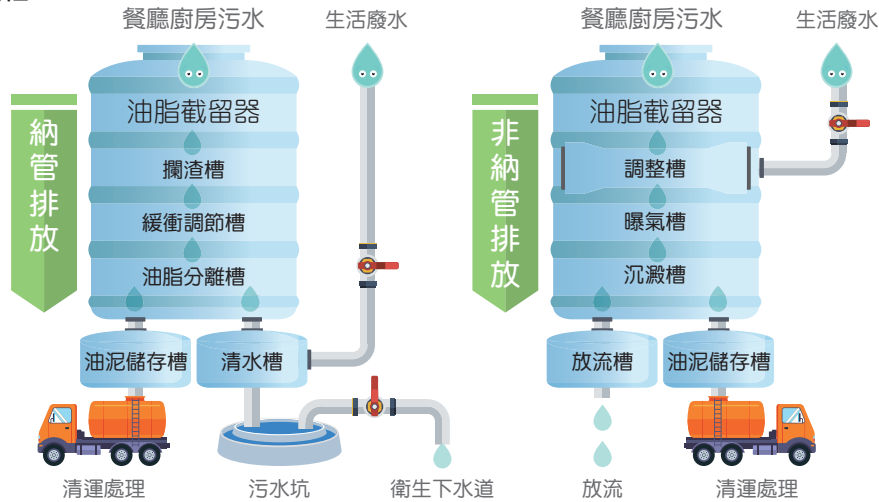 餐廳廚房污水
生活廢水
納管排放
油脂截留器
攔渣槽
緩衝調節槽
油脂分離槽
油泥儲存槽
清水槽
清運處理
污水坑
衛生下水道
餐廳廚房污水
生活廢水
非納管排放
油脂截留器
調整槽
曝氣槽
沉澱槽
放流槽
油泥儲存槽
放流
清運處理